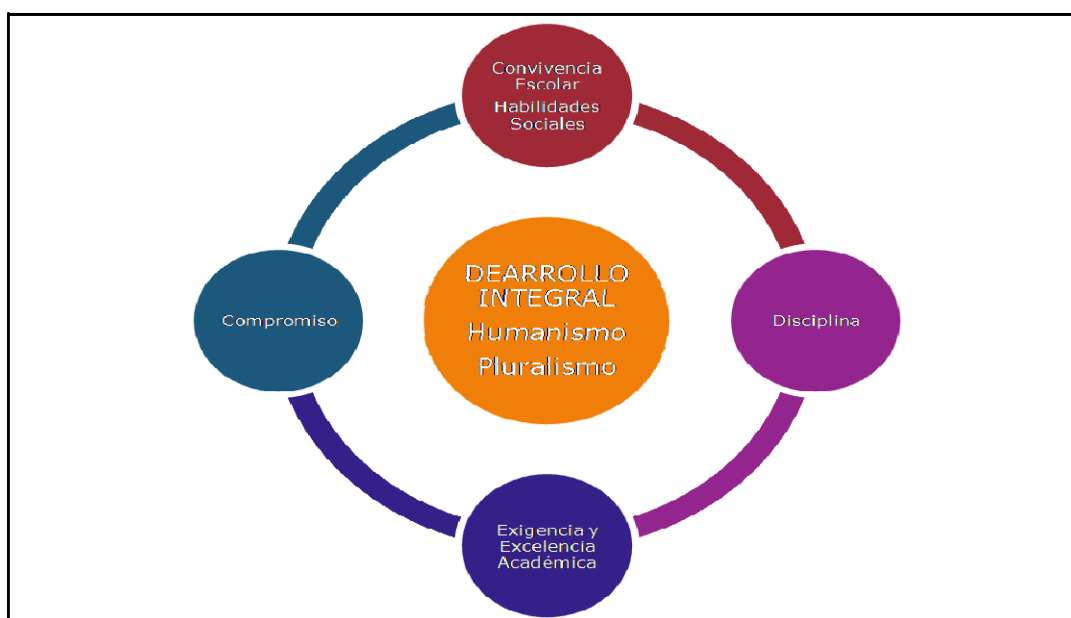 Convivencia
Escolar
Habilidades
Sociales
DEARROLLO
INTEGRAL
Humanismo
Pluralismo
Compromiso
Disciplina
Exigencia y
Excelencia
Académica